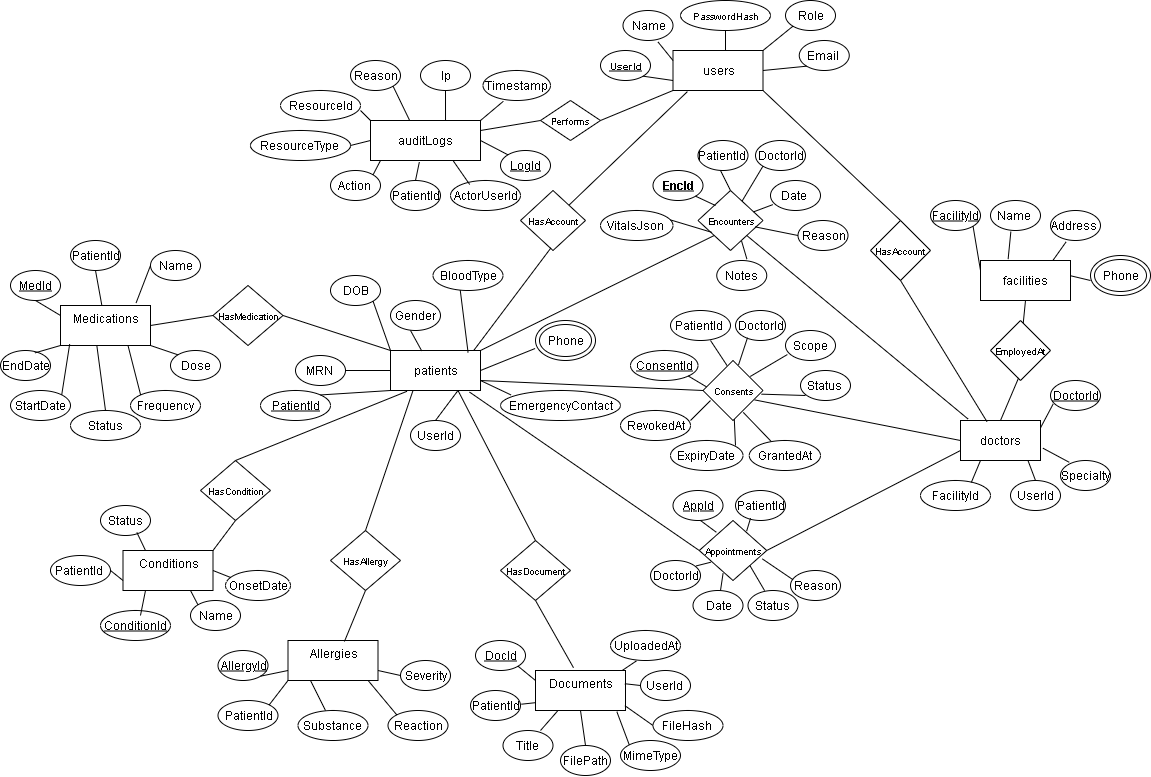 PasswordHash
Role
Name
Email
UserId
users
Reason
Ip
Timestamp
ResourceId
Performs
auditLogs
ResourceType
LogId
Action
PatientId
ActorUserId
PatientId
DoctorId
EncId
Date
VitalsJson
Encounters
Reason
Notes
HasAccount
HasAccount
FacilityId
Name
Address
facilities
Phone
EmployedAt
PatientId
Name
MedId
Medications
HasMedication
EndDate
Dose
StartDate
Frequency
Status
BloodType
DOB
Gender
Phone
MRN
patients
PatientId
EmergencyContact
UserId
PatientId
DoctorId
Scope
ConsentId
Status
Consents
RevokedAt
ExpiryDate
GrantedAt
DoctorId
doctors
Specialty
FacilityId
UserId
HasCondition
Status
Conditions
PatientId
OnsetDate
Name
ConditionId
HasAllergy
HasDocument
AppId
PatientId
Appointments
DoctorId
Reason
Date
Status
Allergies
AllergyId
Severity
PatientId
Substance
Reaction
UploadedAt
DocId
Documents
UserId
PatientId
FileHash
Title
MimeType
FilePath